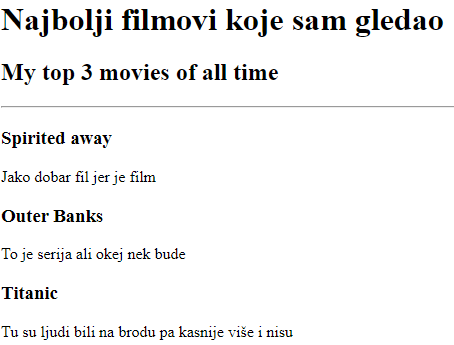 Najbolji filmovi koje sam gledao
My top 3 movies of all time
Spirited away
Jako dobar fil jer je film
Outer Banks
To je serija ali okej nek bude
Titanic
Tu su ljudi bili na brodu pa kasnije više i nisu